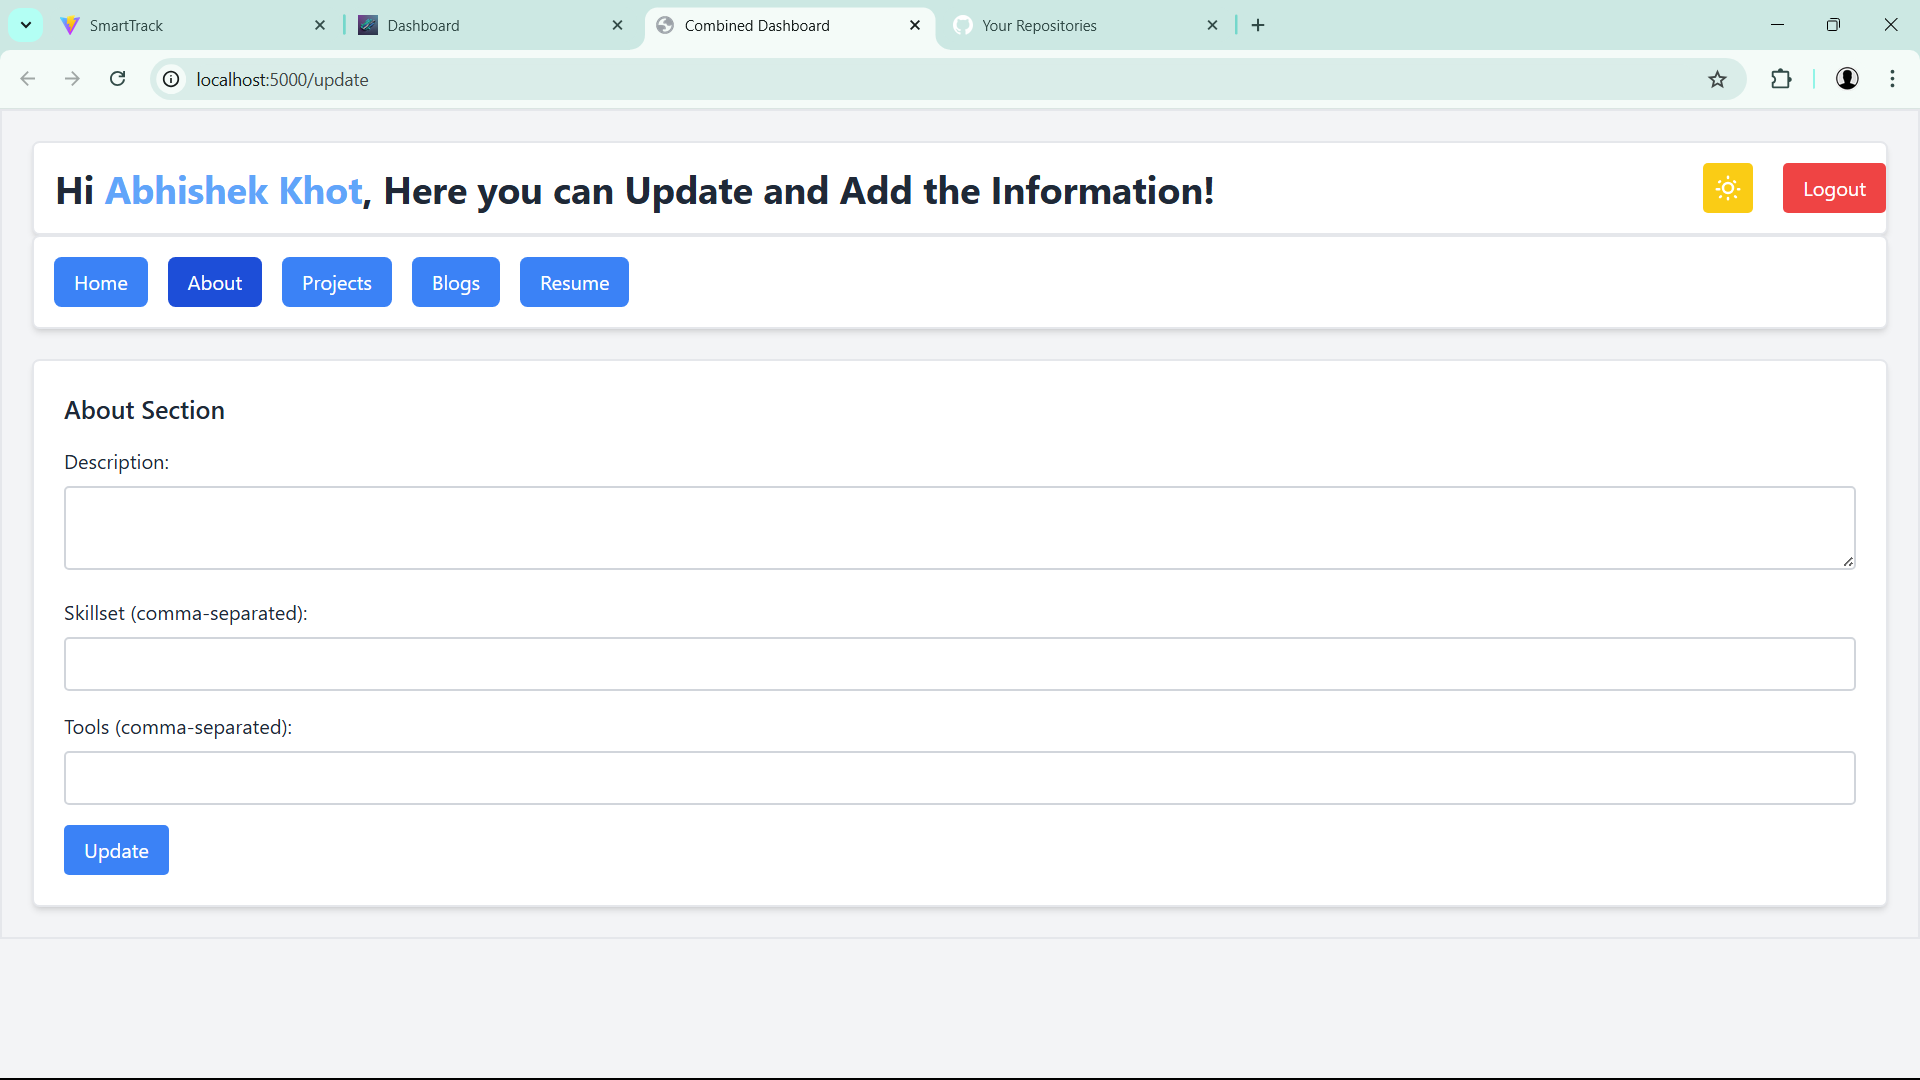 SmartTrack
Dashboard
Combined Dashboard
Your Repositories
localhost:5000/update
Hi Abhishek Khot, Here you can Update and Add the Information!
Logout
Home
About
Projects
Blogs
Resume
About Section
Description:
Skillset (comma-separated):
Tools (comma-separated):
Update